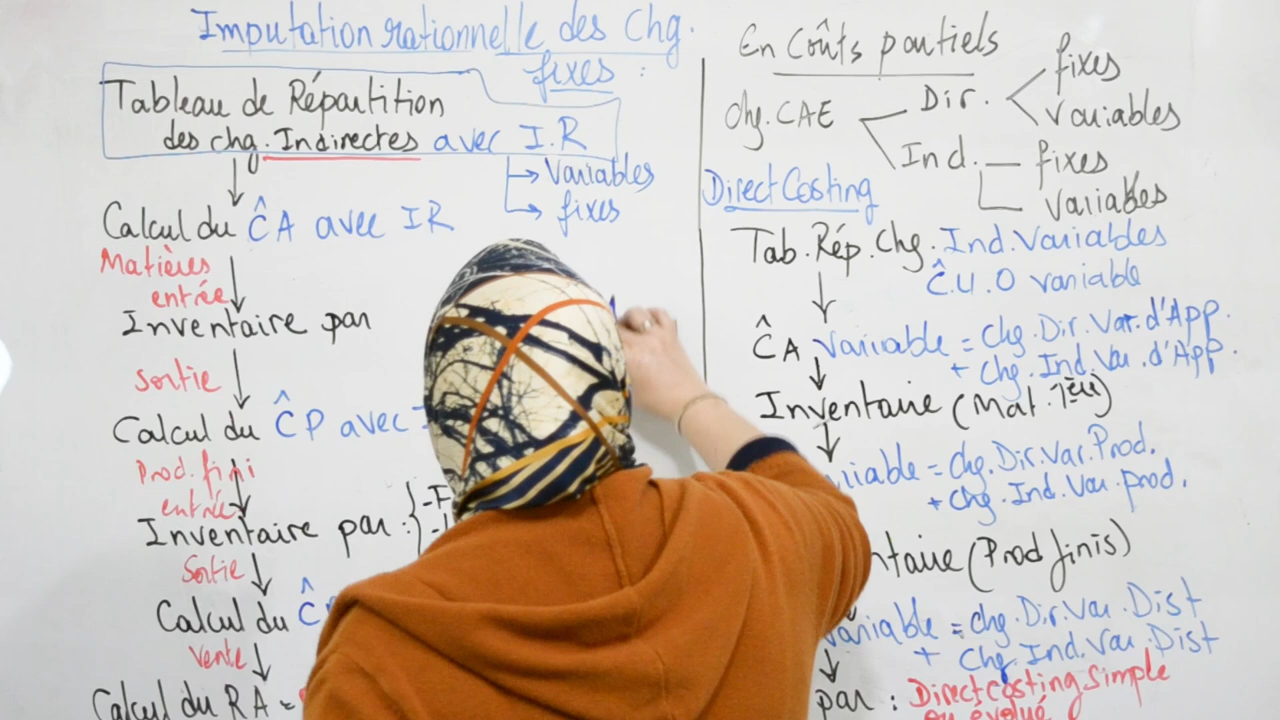 Imputation rationnelle des Chg.
fixes :
Tableau de Répartition
des chg. Indirectes avec I.R
→ Variables
→ fixes
Calcul du ĈA avec IR
Matières
entrée
Inventaire par
Sortie
Calcul du ĈP avec
Prod. fini
entrée
Inventaire par :
Sortie
Calcul du
Vente
Calcul du RA =
En Coûts partiels
Chg. CAE
Dir.
fixes
Variables
Ind.
fixes
Variables
Direct Costing
Tab. Rép. Chg. Ind. Variables
Ĉ.U.O variable
ĈA Variable = Chg. Dir. Var. d'App.
+ Chg. Ind. Var. d'App.
Inventaire (Mat. 1ère)
= Chg. Dir. Var. Prod.
+ Chg. Ind. Var. Prod.
(Prod finis)
Variable = chg. Dir. Var. Dist
+ Chg. Ind. Var. Dist
par : Direct costing simple
ou évolué